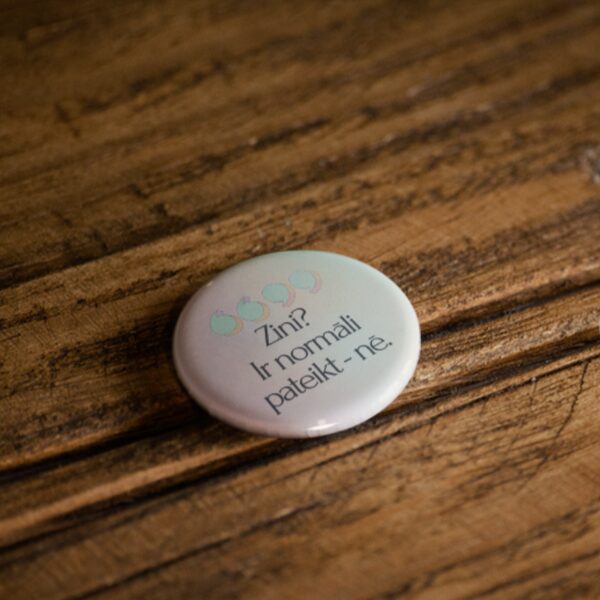 Zini?
Ir normāli
pateikt - nē.